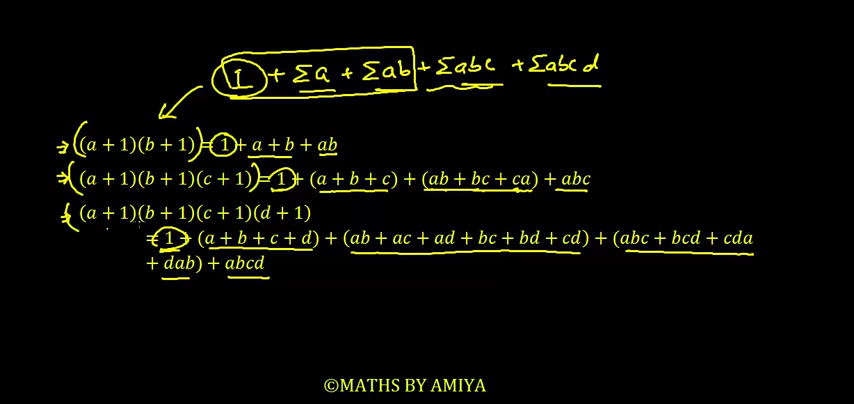 1 + Σa + Σab + Σabc + Σabcd
⇒ (a + 1)(b + 1) = 1 + a + b + ab
⇒ (a + 1)(b + 1)(c + 1) = 1 + (a + b + c) + (ab + bc + ca) + abc
⇒ (a + 1)(b + 1)(c + 1)(d + 1)
= 1 + (a + b + c + d) + (ab + ac + ad + bc + bd + cd) + (abc + bcd + cda
+ dab) + abcd
©MATHS BY AMIYA